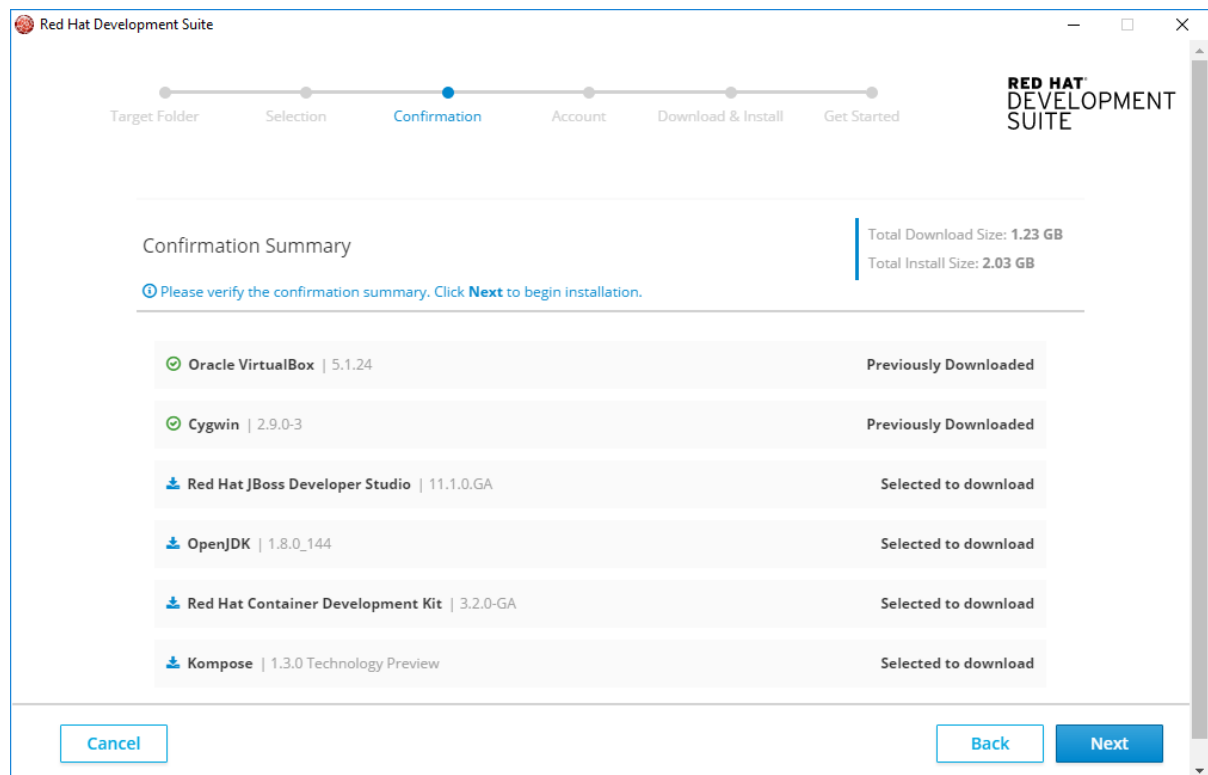 Red Hat Development Suite
RED HAT®
DEVELOPMENT
SUITE
Target Folder
Selection
Confirmation
Account
Download & Install
Get Started
Confirmation Summary
Total Download Size: 1.23 GB
Total Install Size: 2.03 GB
Please verify the confirmation summary. Click Next to begin installation.
Oracle VirtualBox | 5.1.24 Previously Downloaded
Cygwin | 2.9.0-3 Previously Downloaded
Red Hat JBoss Developer Studio | 11.1.0.GA Selected to download
OpenJDK | 1.8.0_144 Selected to download
Red Hat Container Development Kit | 3.2.0-GA Selected to download
Kompose | 1.3.0 Technology Preview Selected to download
Cancel
Back
Next